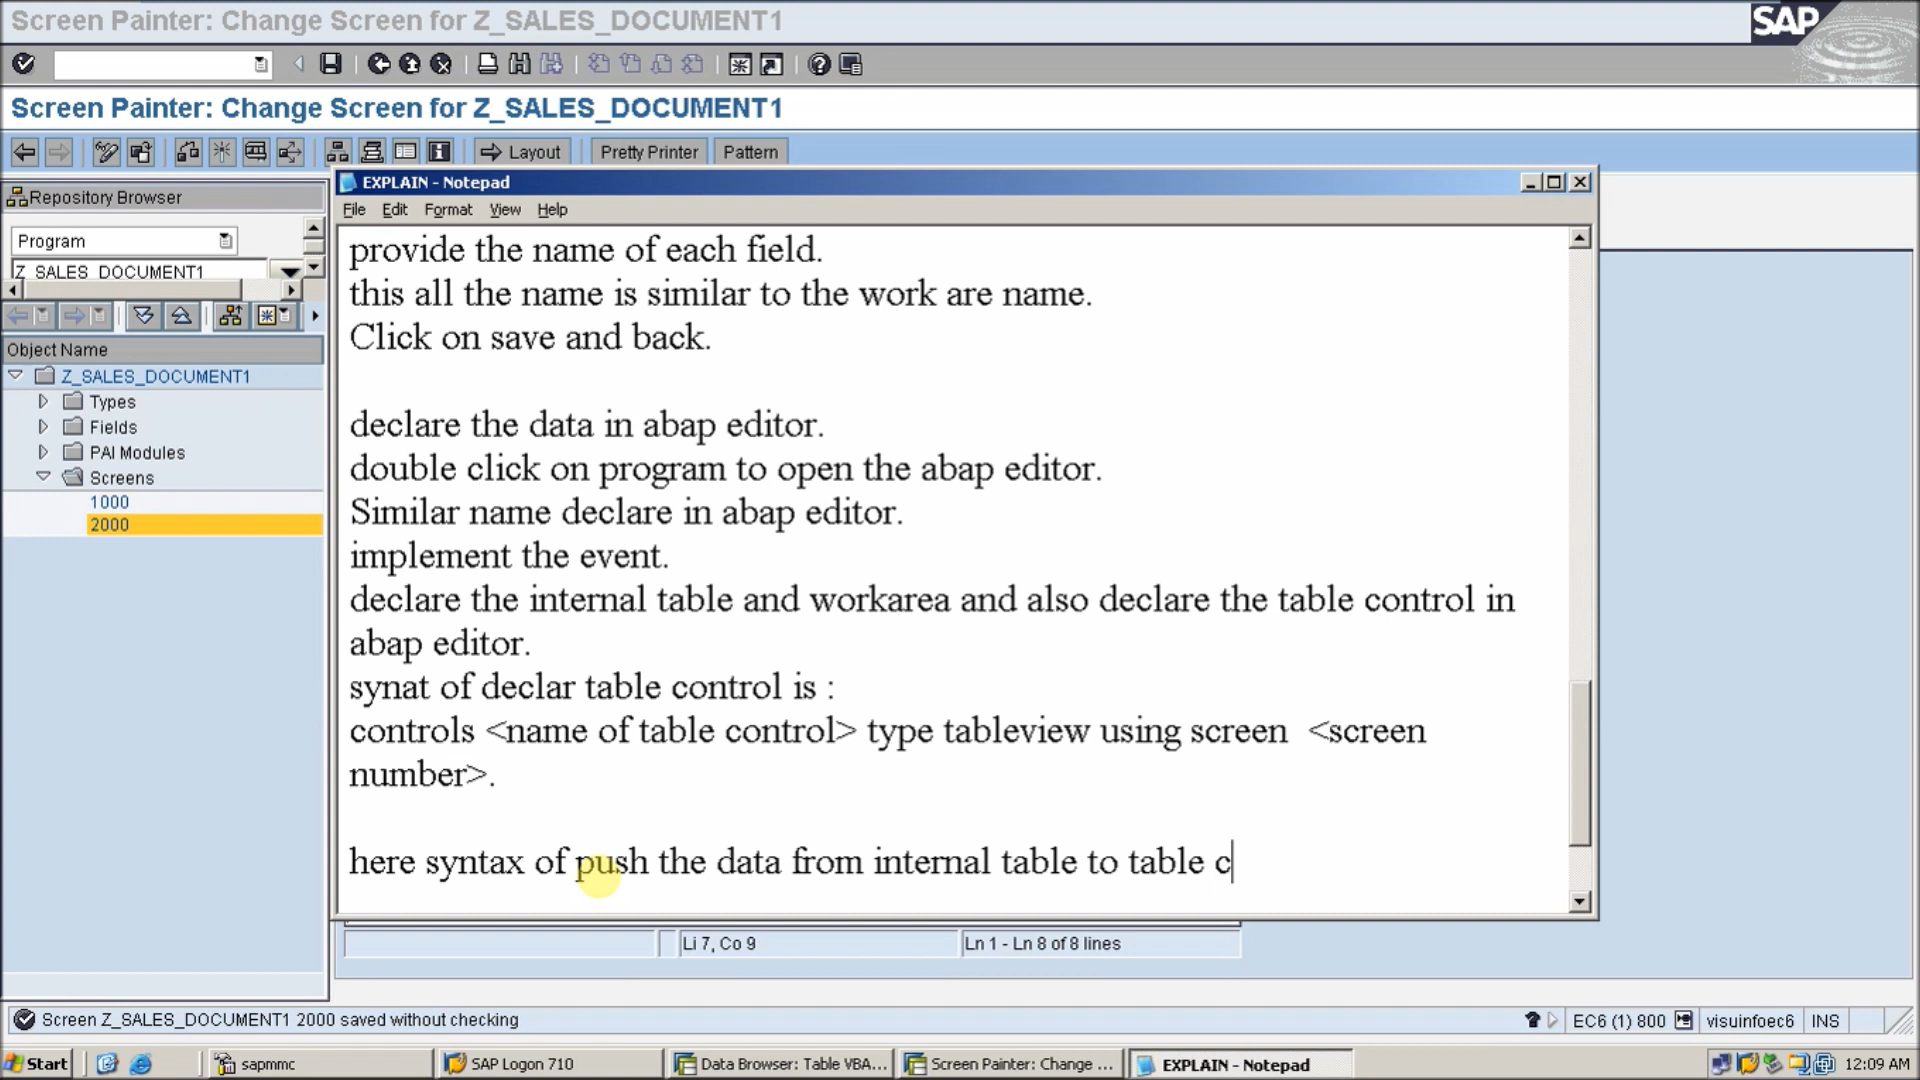 Screen Painter: Change Screen for Z_SALES_DOCUMENT1
SAP
Screen Painter: Change Screen for Z_SALES_DOCUMENT1
Layout
Pretty Printer
Pattern
Repository Browser
Program
Z_SALES_DOCUMENT1
Object Name
Z_SALES_DOCUMENT1
Types
Fields
PAI Modules
Screens
1000
2000
EXPLAIN - Notepad
File Edit Format View Help
provide the name of each field.
this all the name is similar to the work are name.
Click on save and back.
declare the data in abap editor.
double click on program to open the abap editor.
Similar name declare in abap editor.
implement the event.
declare the internal table and workarea and also declare the table control in
abap editor.
synat of declar table control is :
controls <name of table control> type tableview using screen  <screen
number>.
here syntax of push the data from internal table to table c
Li 7, Co 9
Ln 1 - Ln 8 of 8 lines
Screen Z_SALES_DOCUMENT1 2000 saved without checking
EC6 (1) 800
visuinfoec6
INS
Start
sapmmc
SAP Logon 710
Data Browser: Table VBA...
Screen Painter: Change ...
EXPLAIN - Notepad
12:09 AM